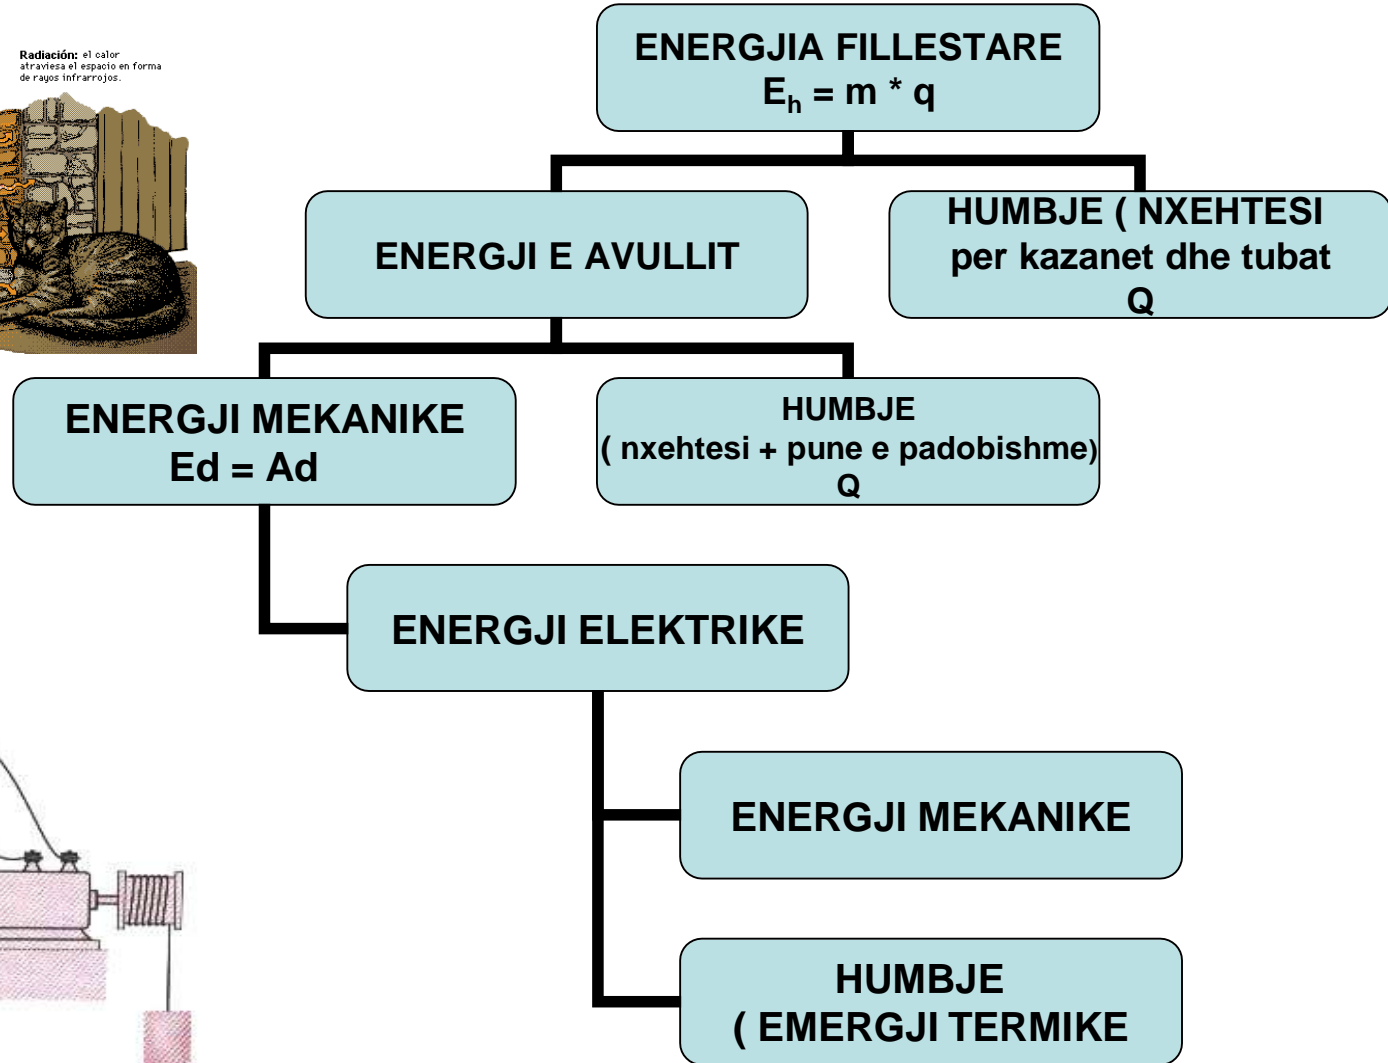 Radiación: el calor
atraviesa el espacio en forma
de rayos infrarrojos.
ENERGJIA FILLESTARE
Eₕ = m * q
ENERGJI E AVULLIT
HUMBJE ( NXEHTESI
per kazanet dhe tubat
Q
ENERGJI MEKANIKE
Ed = Ad
HUMBJE
( nxehtesi + pune e padobishme)
Q
ENERGJI ELEKTRIKE
ENERGJI MEKANIKE
HUMBJE
( EMERGJI TERMIKE